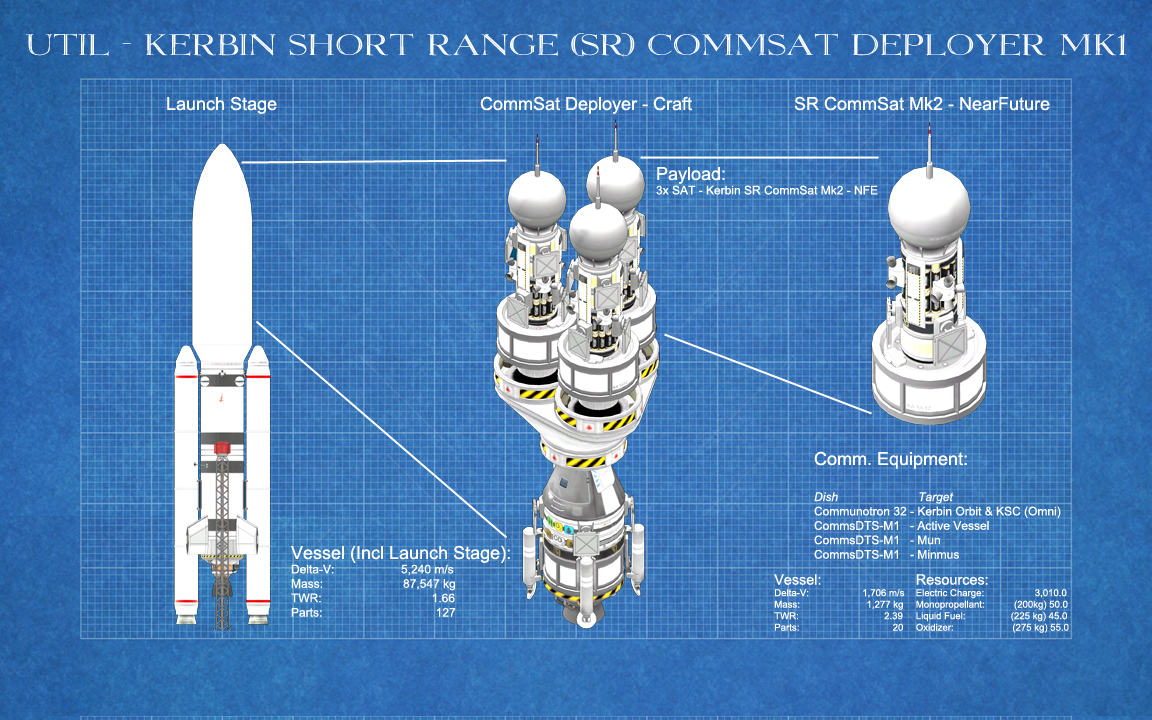 UTIL - KERBIN SHORT RANGE (SR) COMMSAT DEPLOYER MK1
Launch Stage
CommSat Deployer - Craft
SR CommSat Mk2 - NearFuture
Payload:
3x SAT - Kerbin SR CommSat Mk2 - NFE
Comm. Equipment:
Dish Target
Communotron 32 - Kerbin Orbit & KSC (Omni)
CommsDTS-M1 - Active Vessel
CommsDTS-M1 - Mun
CommsDTS-M1 - Minmus
Vessel (Incl Launch Stage):
Delta-V: 5,240 m/s
Mass: 87,547 kg
TWR: 1.66
Parts: 127
Vessel:
Delta-V: 1,706 m/s
Mass: 1,277 kg
TWR: 2.39
Parts: 20
Resources:
Electric Charge: 3,010.0
Monopropellant: (200kg) 50.0
Liquid Fuel: (225 kg) 45.0
Oxidizer: (275 kg) 55.0